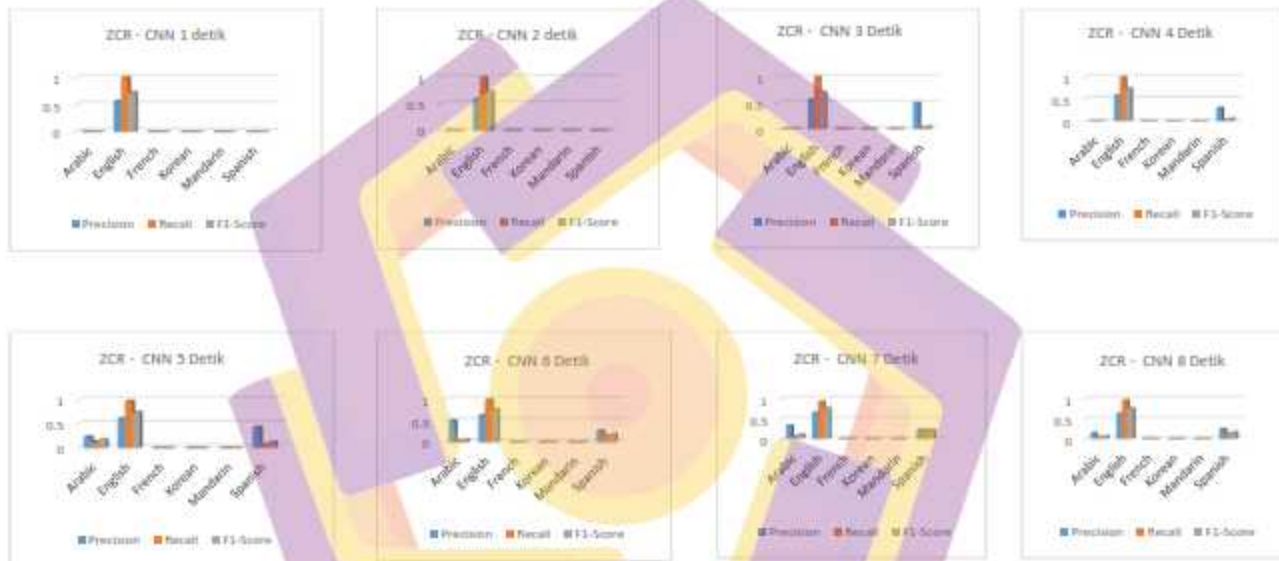 ZCR - CNN 1 detik
1
0.5
0
Arabic
English
French
Korean
Mandarin
Spanish
Precision Recall F1-Score
ZCR - CNN 2 detik
1
0.5
0
Arabic
English
French
Korean
Mandarin
Spanish
Precision Recall F1-Score
ZCR - CNN 3 Detik
1
0.5
0
Arabic
English
French
Korean
Mandarin
Spanish
Precision Recall F1-Score
ZCR - CNN 4 Detik
1
0.5
0
Arabic
English
French
Korean
Mandarin
Spanish
Precision Recall F1-Score
ZCR - CNN 5 Detik
1
0.5
0
Arabic
English
French
Korean
Mandarin
Spanish
Precision Recall F1-Score
ZCR - CNN 6 Detik
1
0.5
0
Arabic
English
French
Korean
Mandarin
Spanish
Precision Recall F1-Score
ZCR - CNN 7 Detik
1
0.5
0
Arabic
English
French
Korean
Mandarin
Spanish
Precision Recall F1-Score
ZCR - CNN 8 Detik
1
0.5
0
Arabic
English
French
Korean
Mandarin
Spanish
Precision Recall F1-Score